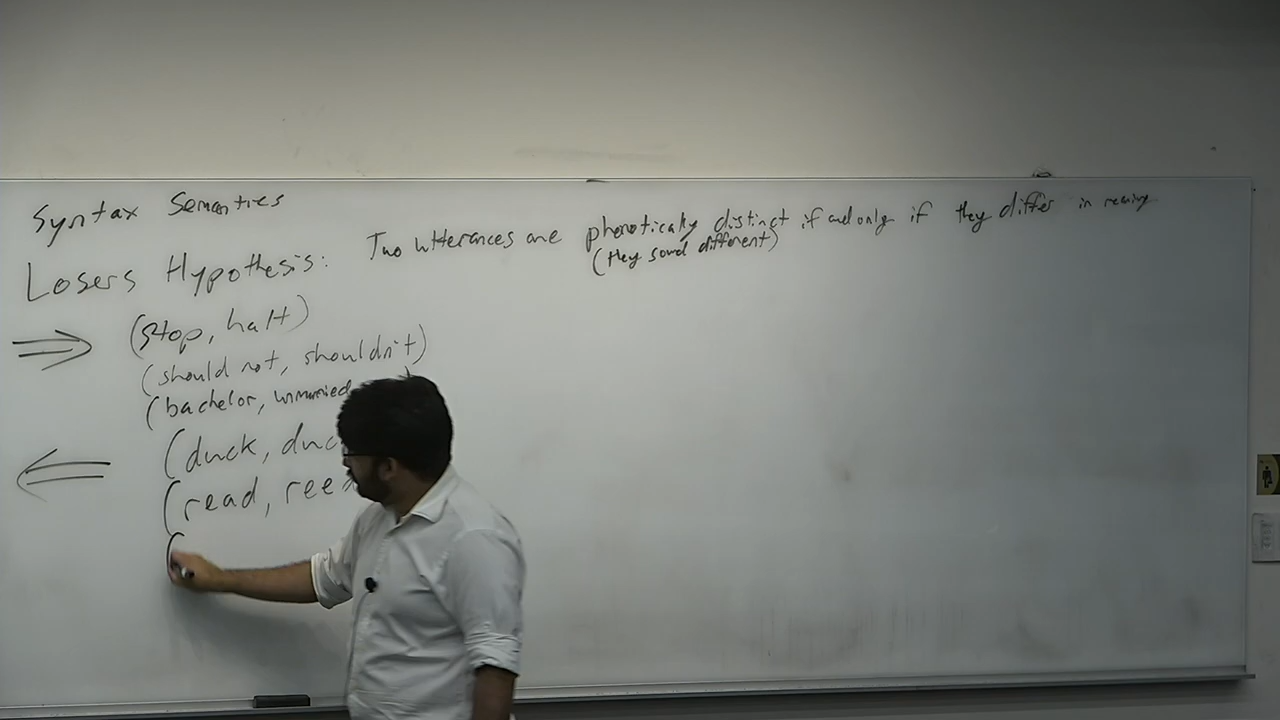 Syntax Semantics
Losers Hypothesis: Two utterances are phonetically distinct if and only if they differ in meaning
(they sound different)
(stop, halt)
(should not, shouldn't)
(bachelor, unmarried
(duck, duc
(read, ree
(